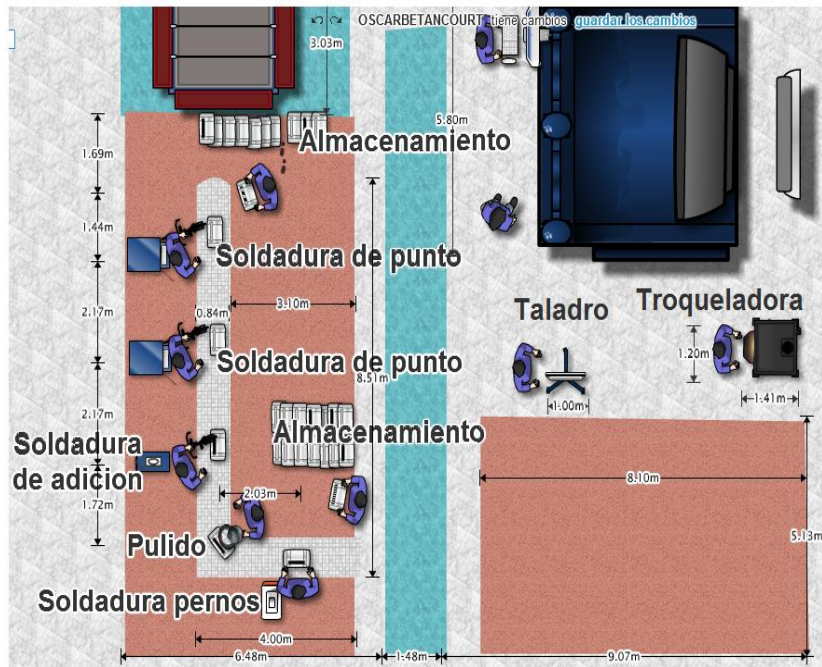 OSCARBETANCOURT tiene cambios guardar los cambios
3.03m
5.80m
Almacenamiento
1.69m
1.44m
Soldadura de punto
3.10m
0.84m
2.17m
Taladro
Troqueladora
1.20m
Soldadura de punto
8.51m
1.00m
1.41m
2.17m
Almacenamiento
Soldadura
de adicion
8.10m
2.03m
1.72m
5.13m
Pulido
Soldadura pernos
4.00m
6.48m
1.48m
9.07m